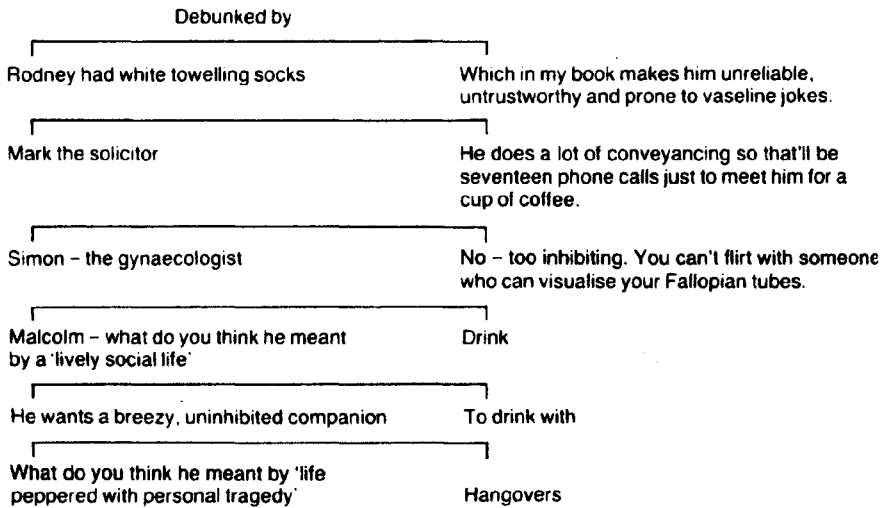 Debunked by
Rodney had white towelling socks
Which in my book makes him unreliable,
untrustworthy and prone to vaseline jokes.
Mark the solicitor
He does a lot of conveyancing so that'll be
seventeen phone calls just to meet him for a
cup of coffee.
Simon – the gynaecologist
No – too inhibiting. You can't flirt with someone
who can visualise your Fallopian tubes.
Malcolm – what do you think he meant
by a 'lively social life'
Drink
He wants a breezy, uninhibited companion
To drink with
What do you think he meant by 'life
peppered with personal tragedy'
Hangovers